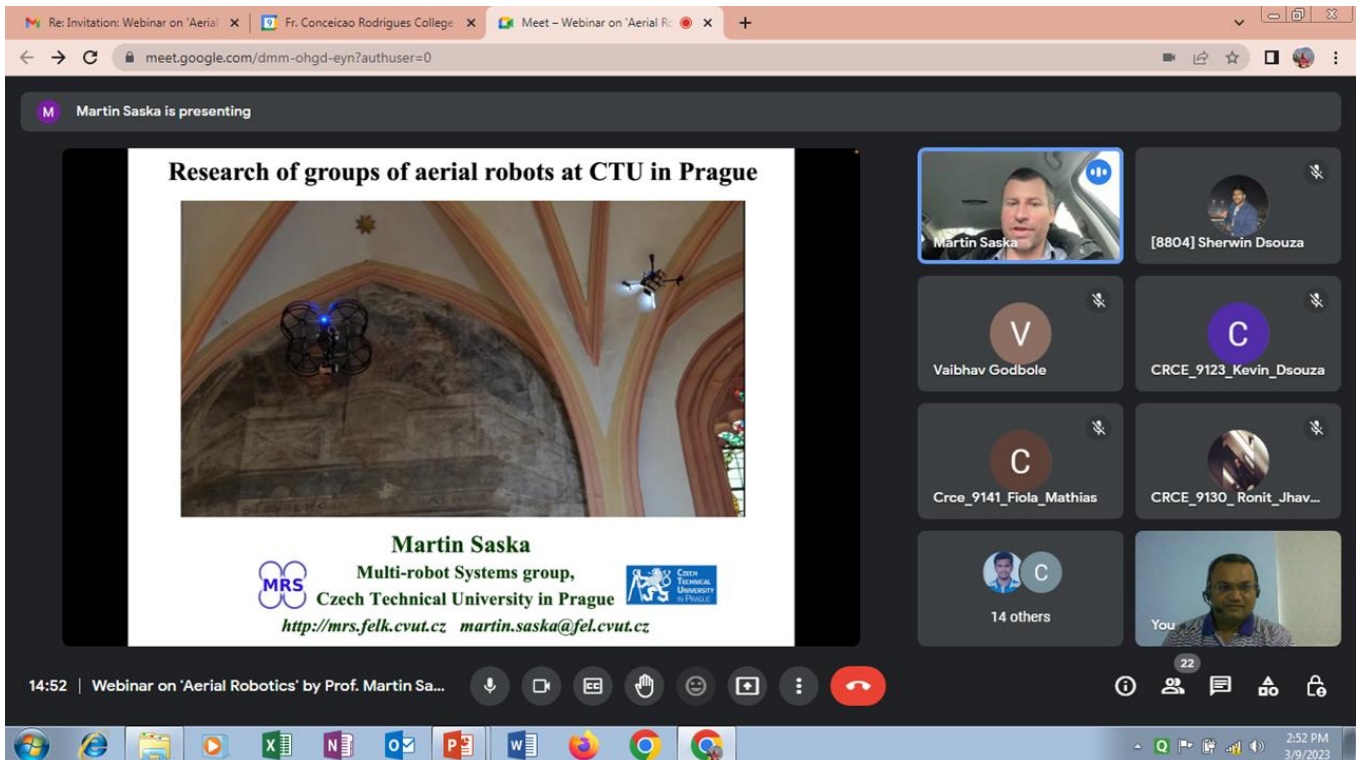 Re: Invitation: Webinar on 'Aerial
Fr. Conceicao Rodrigues College
Meet – Webinar on 'Aerial Ro
meet.google.com/dmm-ohgd-eyn?authuser=0
M
Martin Saska is presenting
Research of groups of aerial robots at CTU in Prague
Martin Saska
MRS
Multi-robot Systems group,
Czech Technical University in Prague
CZECH
TECHNICAL
UNIVERSITY
IN PRAGUE
http://mrs.felk.cvut.cz martin.saska@fel.cvut.cz
Martin Saska
[8804] Sherwin Dsouza
V
Vaibhav Godbole
C
CRCE_9123_Kevin_Dsouza
C
Crce_9141_Fiola_Mathias
CRCE_9130_Ronit_Jhav...
C
14 others
You
14:52 | Webinar on 'Aerial Robotics' by Prof. Martin Sa...
CC
22
2:52 PM
3/9/2023